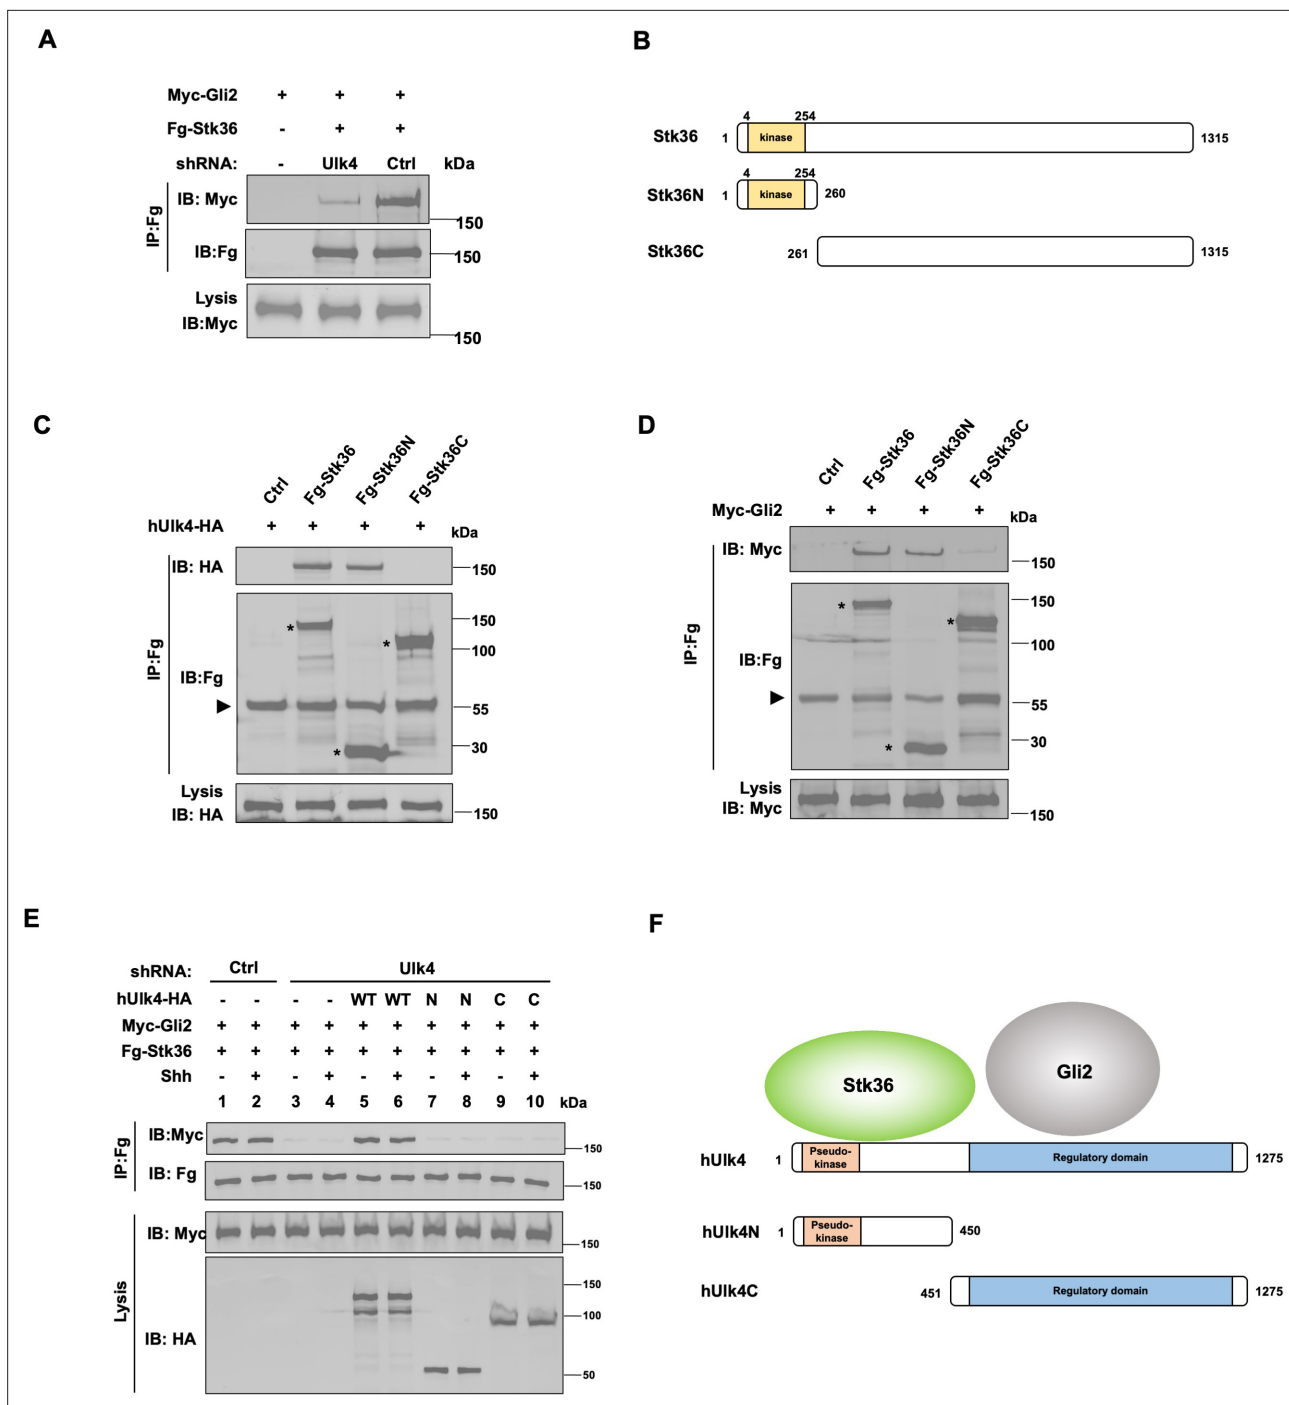 A
Myc-Gli2 + + +
Fg-Stk36 - + +
shRNA: - Ulk4 Ctrl kDa
IP:Fg
IB: Myc
150
IB:Fg
150
Lysis
IB:Myc
150
B
4 254
Stk36 1 kinase 1315
4 254
Stk36N 1 kinase 260
Stk36C 261 1315
C
Ctrl Fg-Stk36 Fg-Stk36N Fg-Stk36C
hUlk4-HA + + + + kDa
IP:Fg
IB: HA
150
*
150
*
100
IB:Fg
55
*
30
Lysis
IB: HA
150
D
Ctrl Fg-Stk36 Fg-Stk36N Fg-Stk36C
Myc-Gli2 + + + + kDa
IP:Fg
IB: Myc
150
*
150
*
100
IB:Fg
55
*
30
Lysis
IB: Myc
150
E
shRNA: Ctrl Ulk4
hUlk4-HA - - - - WT WT N N C C
Myc-Gli2 + + + + + + + + + +
Fg-Stk36 + + + + + + + + + +
Shh - + - + - + - + - +
1 2 3 4 5 6 7 8 9 10 kDa
IP:Fg
IB:Myc
150
IB: Fg
150
Lysis
IB: Myc
150
150
100
IB: HA
50
F
Stk36
Gli2
hUlk4 1 Pseudo-
kinase
Regulatory domain 1275
hUlk4N 1 Pseudo-
kinase
450
hUlk4C 451 Regulatory domain 1275